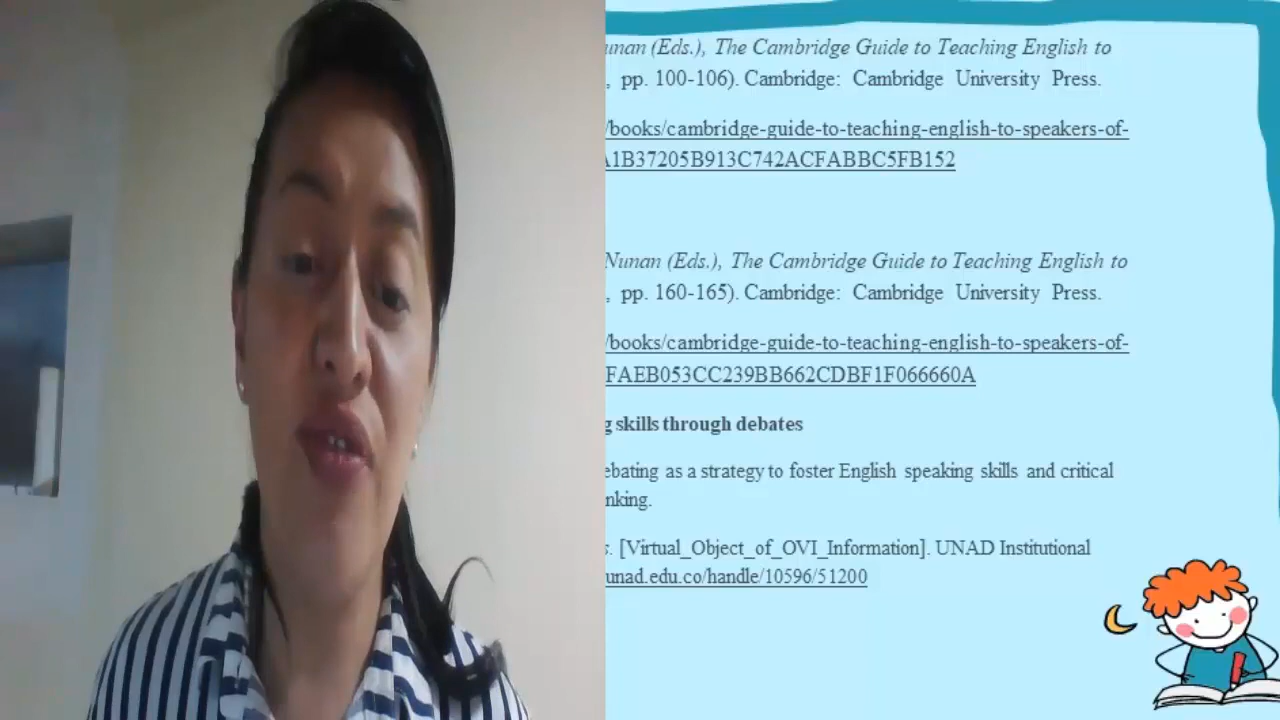 unan (Eds.), The Cambridge Guide to Teaching English to
, pp. 100-106). Cambridge: Cambridge University Press.
/books/cambridge-guide-to-teaching-english-to-speakers-of-
A1B37205B913C742ACFABBC5FB152
Nunan (Eds.), The Cambridge Guide to Teaching English to
, pp. 160-165). Cambridge: Cambridge University Press.
/books/cambridge-guide-to-teaching-english-to-speakers-of-
FAEB053CC239BB662CDBF1F066660A
g skills through debates
ebating as a strategy to foster English speaking skills and critical
nking.
s. [Virtual_Object_of_OVI_Information]. UNAD Institutional
unad.edu.co/handle/10596/51200